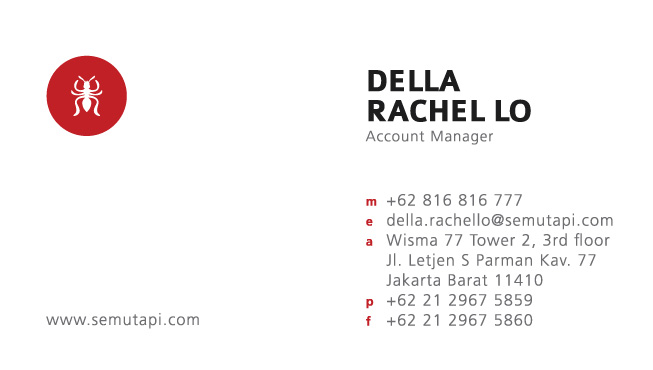 DELLA
RACHEL LO
Account Manager
m +62 816 816 777
e della.rachello@semutapi.com
a Wisma 77 Tower 2, 3rd floor
Jl. Letjen S Parman Kav. 77
Jakarta Barat 11410
p +62 21 2967 5859
f +62 21 2967 5860
www.semutapi.com